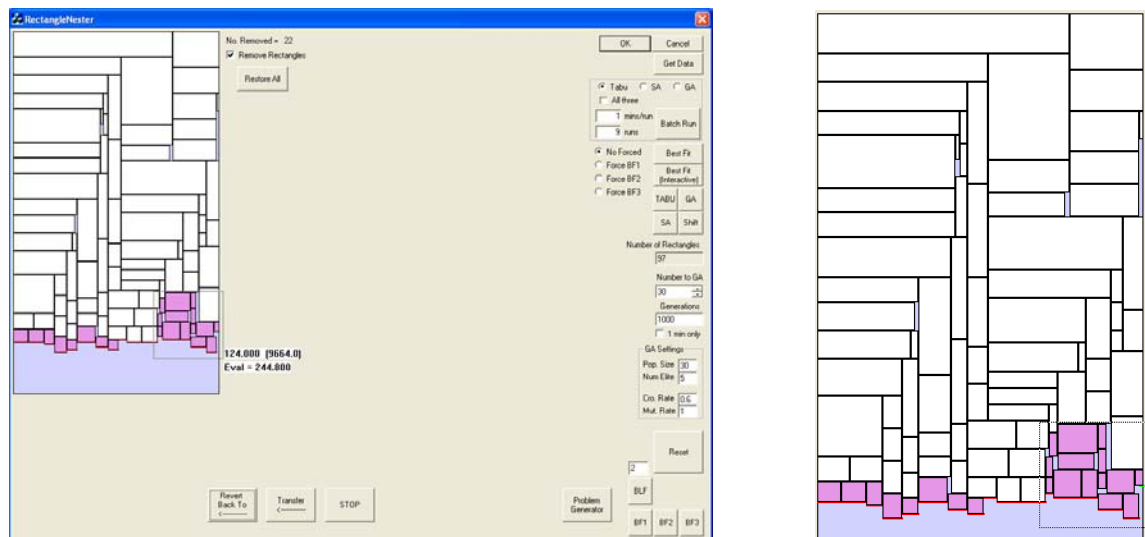 RectangleNester
No. Removed = 22
Remove Rectangles
Restore All
OK
Cancel
Get Data
Tabu
SA
GA
All three
1 mins/run
9 runs
Batch Run
No Forced
Force BF1
Force BF2
Force BF3
Best Fit
Best Fit
(Interactive)
TABU
GA
SA
Shift
Number of Rectangles
97
Number to GA
30
Generations
1000
1 min only
124.000 (9664.0)
Eval = 244.800
GA Settings
Pop. Size 30
Num Elite 5
Cro. Rate 0.6
Mut. Rate 1
Reset
2
BLF
Revert
Back To
<--------
Transfer
<--------
STOP
Problem
Generator
BF1
BF2
BF3